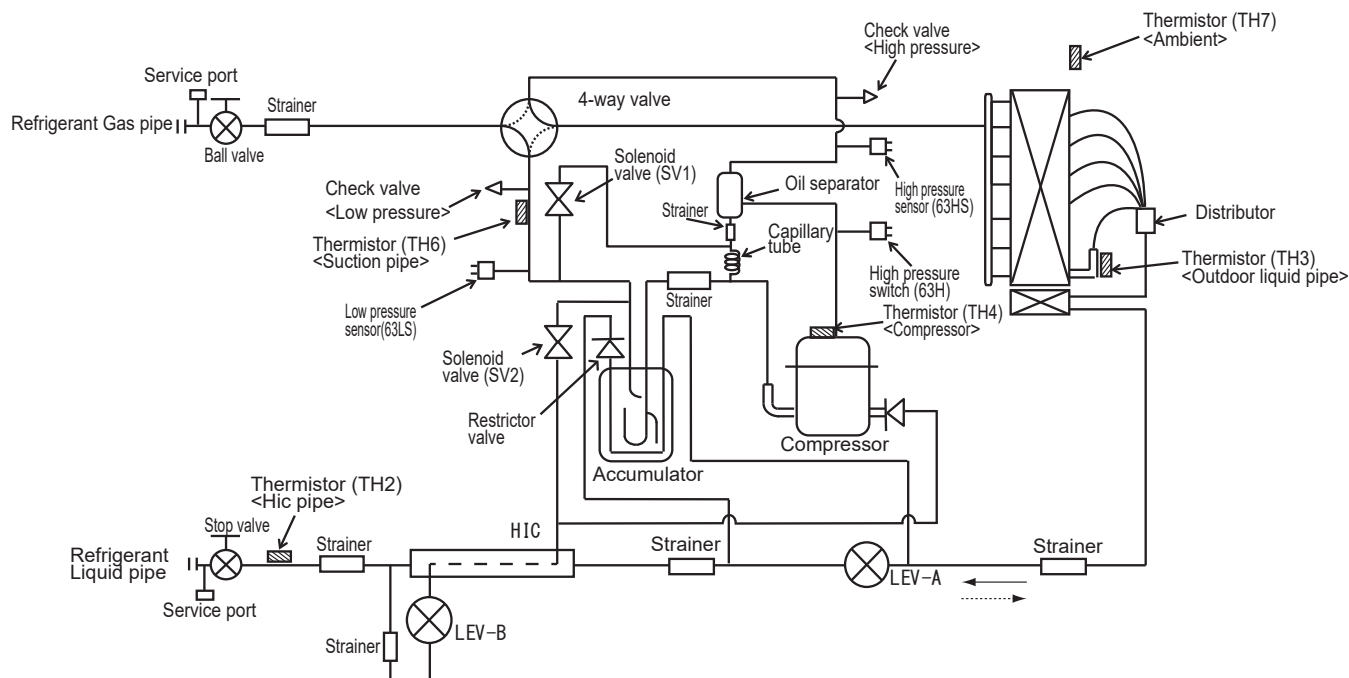 Thermistor (TH7)
<Ambient>
Check valve
<High pressure>
Service port
Strainer
4-way valve
Refrigerant Gas pipe
Ball valve
Solenoid
valve (SV1)
Oil separator
High pressure
sensor (63HS)
Check valve
<Low pressure>
Strainer
Distributor
Capillary
tube
Thermistor (TH6)
<Suction pipe>
High pressure
switch (63H)
Thermistor (TH3)
<Outdoor liquid pipe>
Strainer
Low pressure
sensor(63LS)
Thermistor (TH4)
<Compressor>
Solenoid
valve (SV2)
Restrictor
valve
Compressor
Accumulator
Thermistor (TH2)
<Hic pipe>
Stop valve
HIC
Strainer
Strainer
Strainer
Refrigerant
Liquid pipe
LEV-A
Service port
LEV-B
Strainer